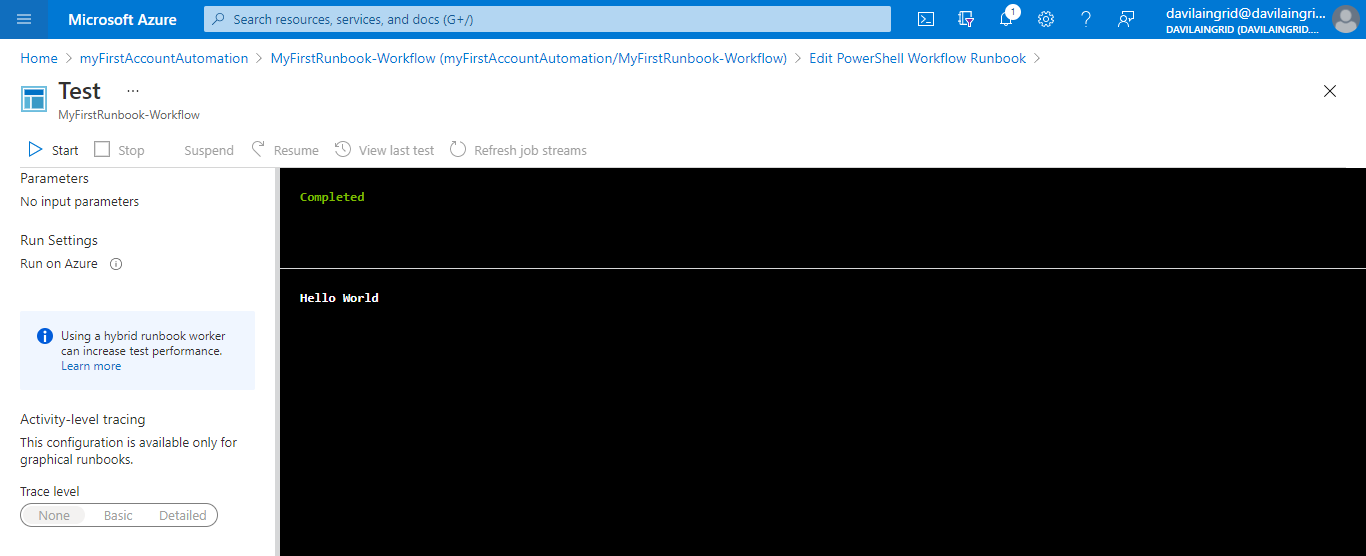 Microsoft Azure
Search resources, services, and docs (G+/)
1
davilaingrid@davilaingri...
DAVILAINGRID (DAVILAINGRID....
Home > myFirstAccountAutomation > MyFirstRunbook-Workflow (myFirstAccountAutomation/MyFirstRunbook-Workflow) > Edit PowerShell Workflow Runbook >
Test ...
MyFirstRunbook-Workflow
Start Stop Suspend Resume View last test Refresh job streams
Parameters
No input parameters
Run Settings
Run on Azure
Using a hybrid runbook worker
can increase test performance.
Learn more
Activity-level tracing
This configuration is available only for
graphical runbooks.
Trace level
None Basic Detailed
Completed
Hello World